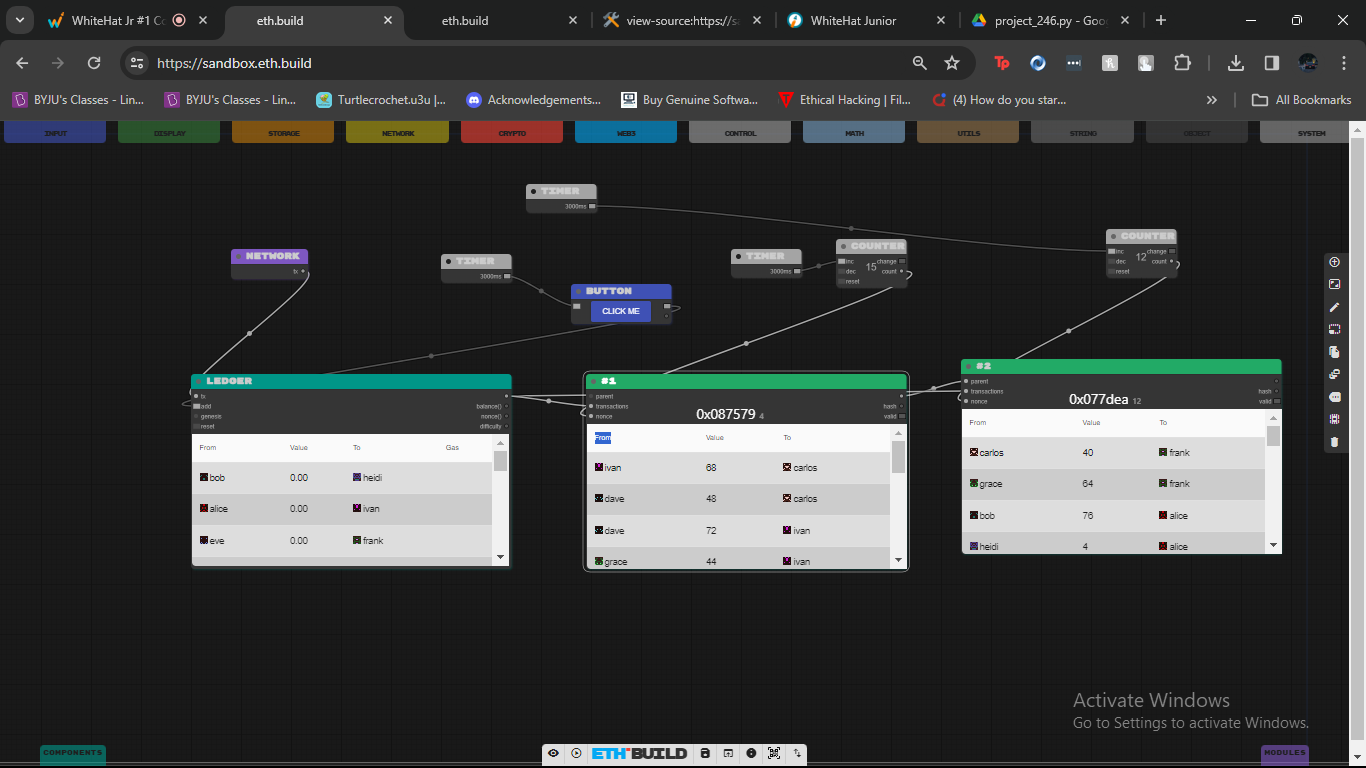 WhiteHat Jr #1 Co
eth.build
eth.build
view-source:https://sa
WhiteHat Junior
project_246.py - Goo
https://sandbox.eth.build
BYJU's Classes - Lin...
BYJU's Classes - Lin...
Turtlecrochet.u3u |...
Acknowledgements...
Buy Genuine Softwa...
Ethical Hacking | Fil...
(4) How do you star...
All Bookmarks
INPUT
DISPLAY
STORAGE
NETWORK
CRYPTO
WEB3
CONTROL
MATH
UTILS
STRING
OBJECT
SYSTEM
TIMER
3000ms
NETWORK
tx
TIMER
3000ms
BUTTON
CLICK ME
TIMER
3000ms
COUNTER
inc change
dec 15 count
reset
COUNTER
inc change
dec 12 count
reset
LEDGER
tx
add balance()
genesis nonce()
reset difficulty
From Value To Gas
bob 0.00 heidi
alice 0.00 ivan
eve 0.00 frank
#1
parent
transactions hash
nonce valid
0x087579 4
From Value To
ivan 68 carlos
dave 48 carlos
dave 72 ivan
grace 44 ivan
#2
parent
transactions hash
nonce valid
0x077dea 12
From Value To
carlos 40 frank
grace 64 frank
bob 76 alice
heidi 4 alice
Activate Windows
Go to Settings to activate Windows.
COMPONENTS
ETH BUILD
MODULES